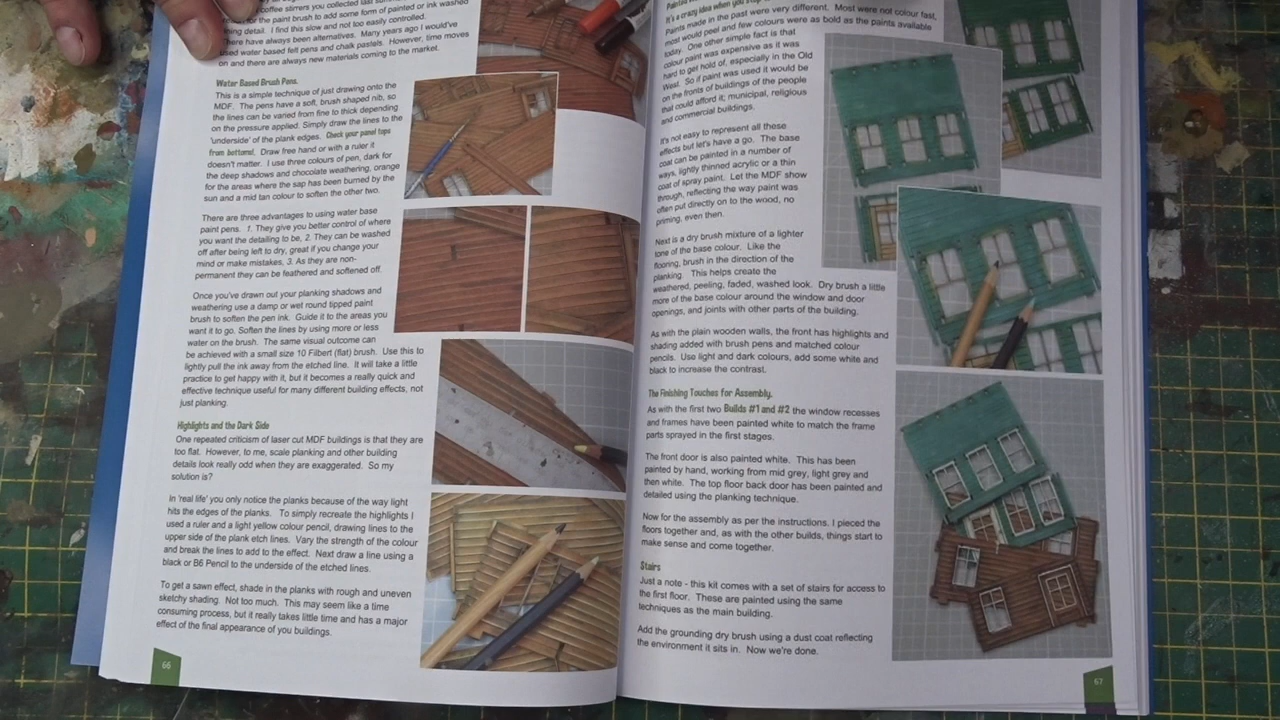 coffee stirrers you collected last
for the paint brush to add some form of painted or ink washed
ming detail. I find this slow and not too easily controlled.
There have always been alternatives. Many years ago I would've
used water based felt pens and chalk pastels. However, time moves
on and there are always new materials coming to the market.
Water Based Brush Pens.
This is a simple technique of just drawing onto the
MDF. The pens have a soft, brush shaped nib, so
the lines can be varied from fine to thick depending
on the pressure applied. Simply draw the lines to the
'underside' of the plank edges. Check your panel tops
from bottoms! Draw free hand or with a ruler it
doesn't matter. I use three colours of pen, dark for
the deep shadows and chocolate weathering, orange
for the areas where the sap has been burned by the
sun and a mid tan colour to soften the other two.
There are three advantages to using water base
paint pens. 1. They give you better control of where
you want the detailing to be, 2. They can be washed
off after being left to dry, great if you change your
mind or make mistakes, 3. As they are non-
permanent they can be feathered and softened off.
Once you've drawn out your planking shadows and
weathering use a damp or wet round tipped paint
brush to soften the pen ink. Guide it to the areas you
want it to go. Soften the lines by using more or less
water on the brush. The same visual outcome can
be achieved with a small size 10 Filbert (flat) brush. Use this to
lightly pull the ink away from the etched line. It will take a little
practice to get happy with it, but it becomes a really quick and
effective technique useful for many different building effects, not
just planking.
Highlights and the Dark Side
One repeated criticism of laser cut MDF buildings is that they are
too flat. However, to me, scale planking and other building
details look really odd when they are exaggerated. So my
solution is?
In 'real life' you only notice the planks because of the way light
hits the edges of the planks. To simply recreate the highlights I
used a ruler and a light yellow colour pencil, drawing lines to the
upper side of the plank etch lines. Vary the strength of the colour
and break the lines to add to the effect. Next draw a line using a
black or B6 Pencil to the underside of the etched lines.
To get a sawn effect, shade in the planks with rough and uneven
sketchy shading. Not too much. This may seem like a time
consuming process, but it really takes little time and has a major
effect of the final appearance of you buildings.
66
It's a crazy idea when you stop
Paints made in the past were very different. Most were not colour fast,
most would peel and few colours were as bold as the paints available
today. One other simple fact is that
colour paint was expensive as it was
hard to get hold of, especially in the Old
West. So if paint was used it would be
on the fronts of buildings of the people
that could afford it; municipal, religious
and commercial buildings.
It's not easy to represent all these
effects but let's have a go. The base
coat can be painted in a number of
ways, lightly thinned acrylic or a thin
coat of spray paint. Let the MDF show
through, reflecting the way paint was
often put directly on to the wood, no
priming, even then.
Next is a dry brush mixture of a lighter
tone of the base colour. Like the
flooring, brush in the direction of the
planking. This helps create the
weathered, peeling, faded, washed look. Dry brush a little
more of the base colour around the window and door
openings, and joints with other parts of the building.
As with the plain wooden walls, the front has highlights and
shading added with brush pens and matched colour
pencils. Use light and dark colours, add some white and
black to increase the contrast.
The Finishing Touches for Assembly.
As with the first two Builds #1 and #2 the window recesses
and frames have been painted white to match the frame
parts sprayed in the first stages.
The front door is also painted white. This has been
painted by hand, working from mid grey, light grey and
then white. The top floor back door has been painted and
detailed using the planking technique.
Now for the assembly as per the instructions. I pieced the
floors together and, as with the other builds, things start to
make sense and come together.
Stairs
Just a note - this kit comes with a set of stairs for access to
the first floor. These are painted using the same
techniques as the main building.
Add the grounding dry brush using a dust coat reflecting
the environment it sits in. Now we're done.
67